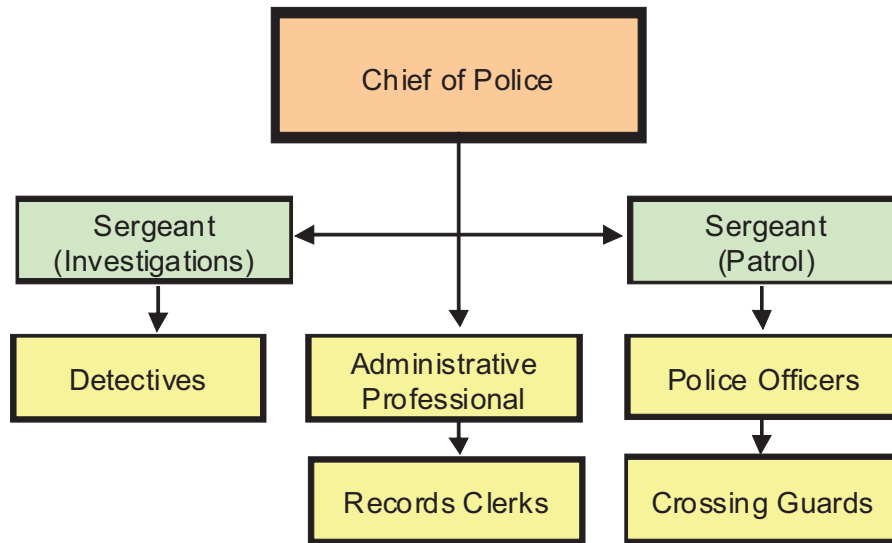 Chief of Police
Sergeant
(Investigations)
Sergeant
(Patrol)
Detectives
Administrative
Professional
Police Officers
Records Clerks
Crossing Guards